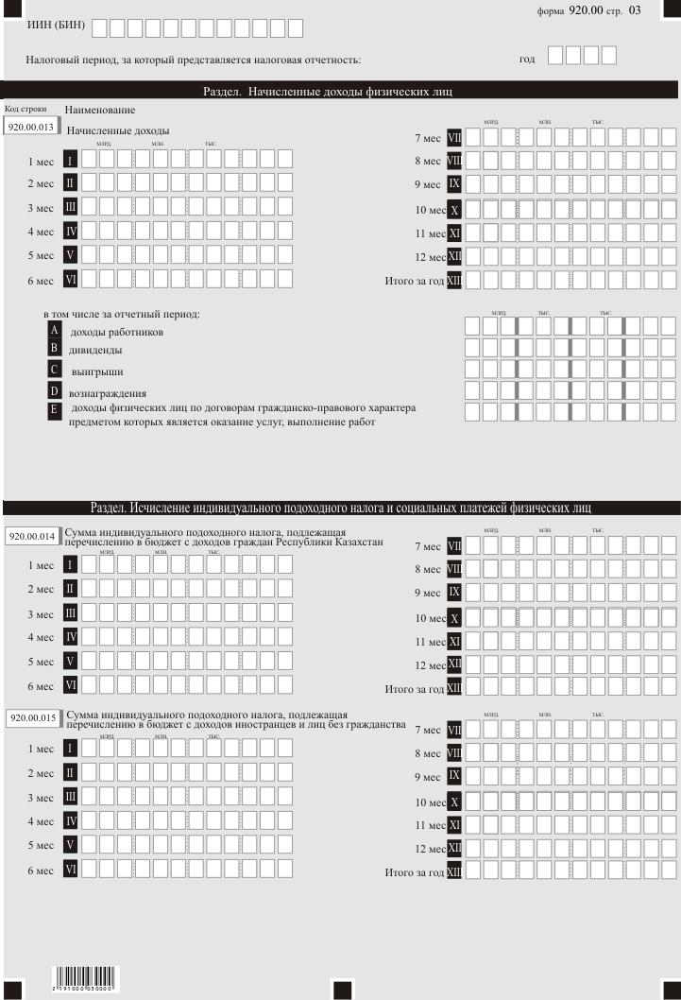 форма 920.00 стр. 03
ИИН (БИН)
Налоговый период, за который представляется налоговая отчетность: год
Раздел. Начисленные доходы физических лиц
Код строки Наименование
920.00.013 Начисленные доходы
МЛРД. МЛН. ТЫС.
1 мес I
2 мес II
3 мес III
4 мес IV
5 мес V
6 мес VI
МЛРД. МЛН. ТЫС.
7 мес VII
8 мес VIII
9 мес IX
10 мес X
11 мес XI
12 мес XII
Итого за год XIII
в том числе за отчетный период:
МЛРД. ТЫС. ТЫС.
A доходы работников
B дивиденды
C выигрыши
D вознаграждения
E доходы физических лиц по договорам гражданско-правового характера
предметом которых является оказание услуг, выполнение работ
Раздел. Исчисление индивидуального подоходного налога и социальных платежей физических лиц
920.00.014 Сумма индивидуального подоходного налога, подлежащая
перечислению в бюджет с доходов граждан Республики Казахстан
МЛРД. МЛН. ТЫС.
1 мес I
2 мес II
3 мес III
4 мес IV
5 мес V
6 мес VI
МЛРД. МЛН. ТЫС.
7 мес VII
8 мес VIII
9 мес IX
10 мес X
11 мес XI
12 мес XII
Итого за год XIII
920.00.015 Сумма индивидуального подоходного налога, подлежащая
перечислению в бюджет с доходов иностранцев и лиц без гражданства
МЛРД. МЛН. ТЫС.
1 мес I
2 мес II
3 мес III
4 мес IV
5 мес V
6 мес VI
МЛРД. МЛН. ТЫС.
7 мес VII
8 мес VIII
9 мес IX
10 мес X
11 мес XI
12 мес XII
Итого за год XIII
2 191000 030000